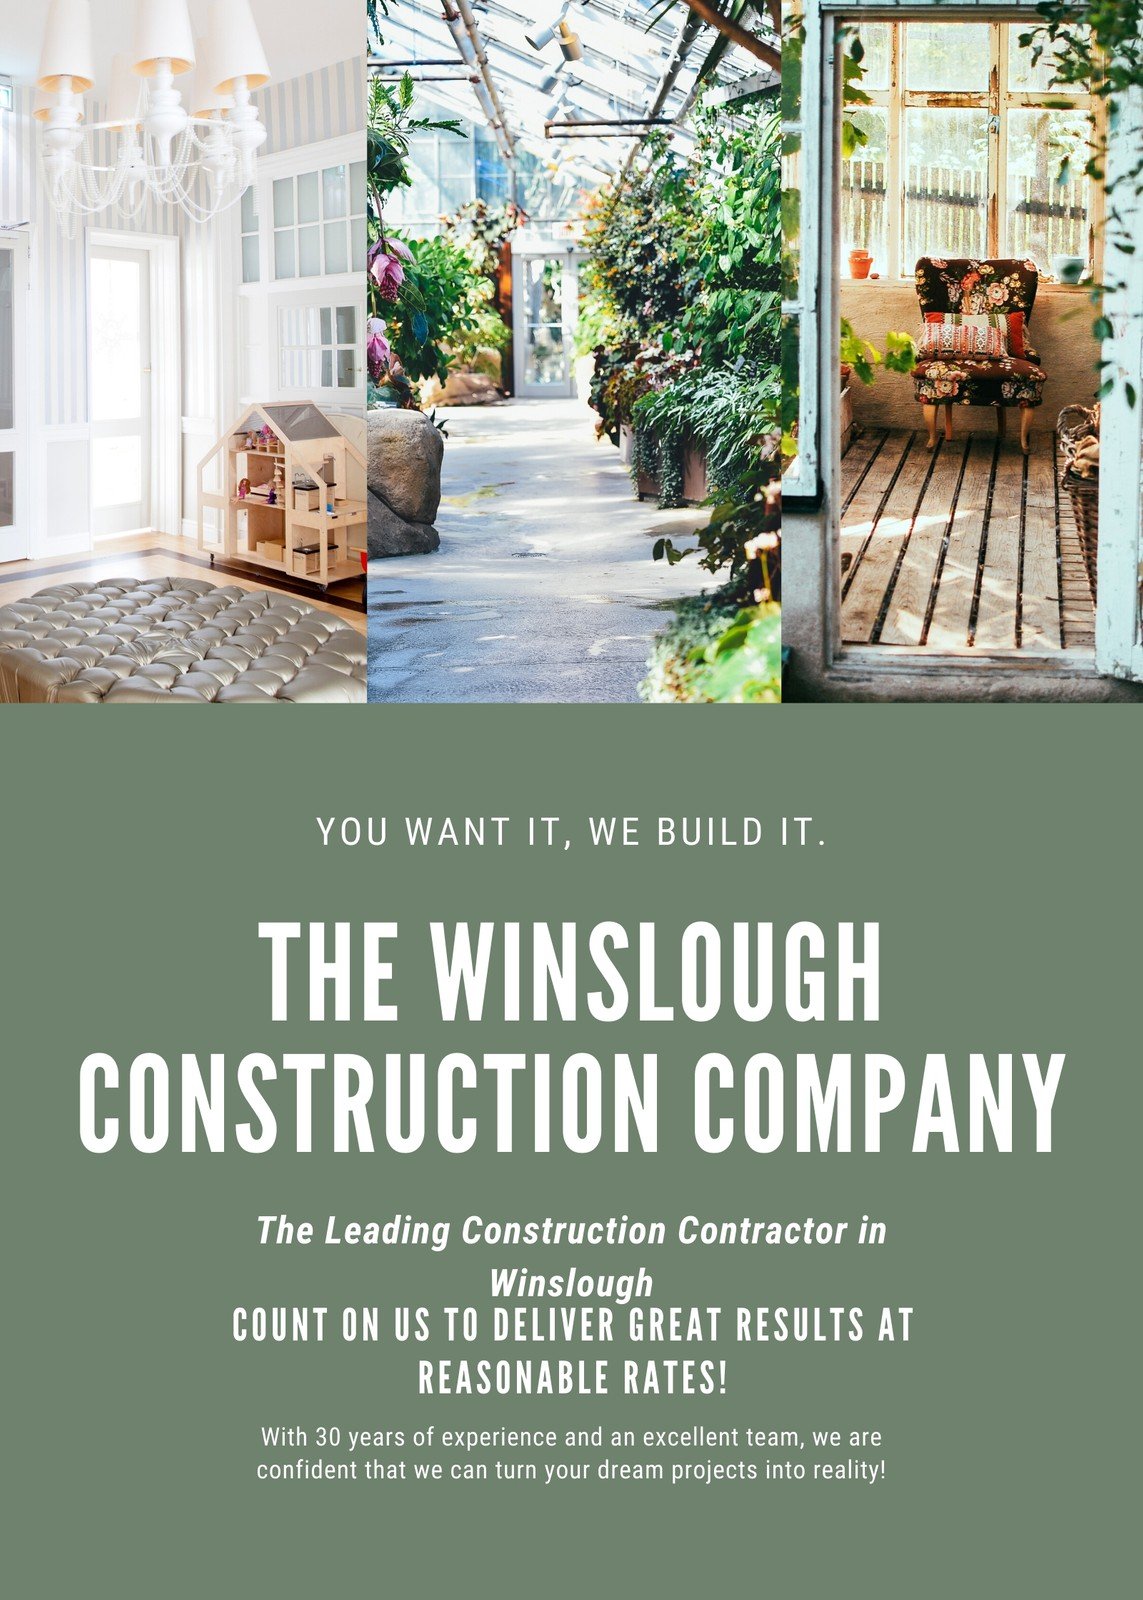 YOU WANT IT, WE BUILD IT.
THE WINSLOUGH
CONSTRUCTION COMPANY
The Leading Construction Contractor in
Winslough
COUNT ON US TO DELIVER GREAT RESULTS AT
REASONABLE RATES!
With 30 years of experience and an excellent team, we are
confident that we can turn your dream projects into reality!